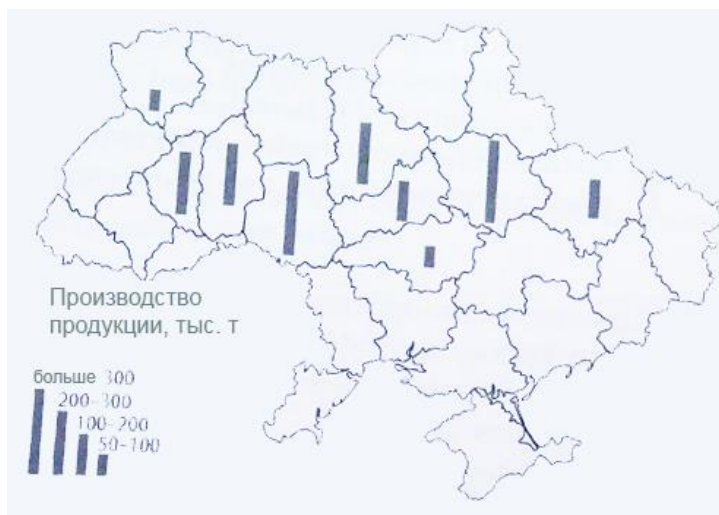 Производство
продукции, тыс. т
больше 300
200-300
100-200
50-100